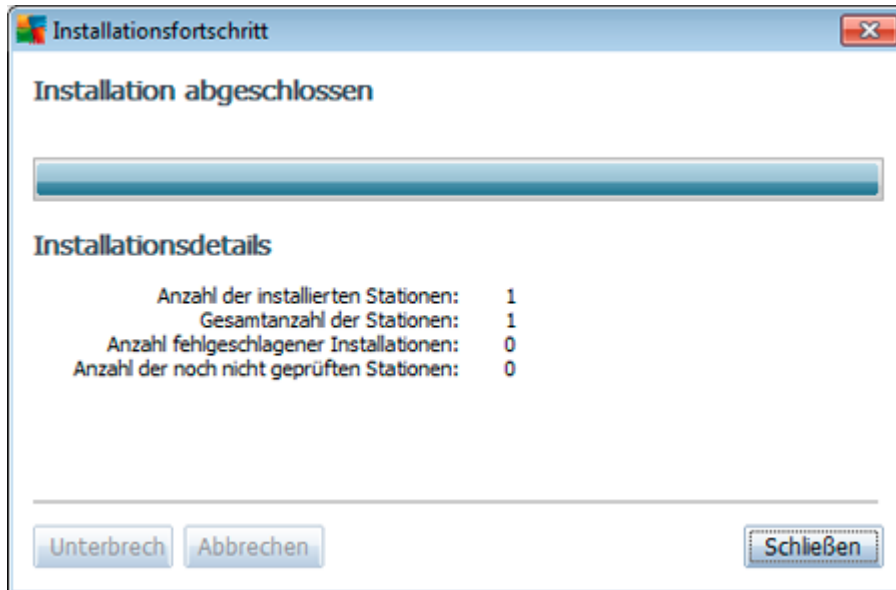 Installationsfortschritt
Installation abgeschlossen
Installationsdetails
Anzahl der installierten Stationen: 1
Gesamtanzahl der Stationen: 1
Anzahl fehlgeschlagener Installationen: 0
Anzahl der noch nicht geprüften Stationen: 0
Unterbrech Abbrechen Schließen